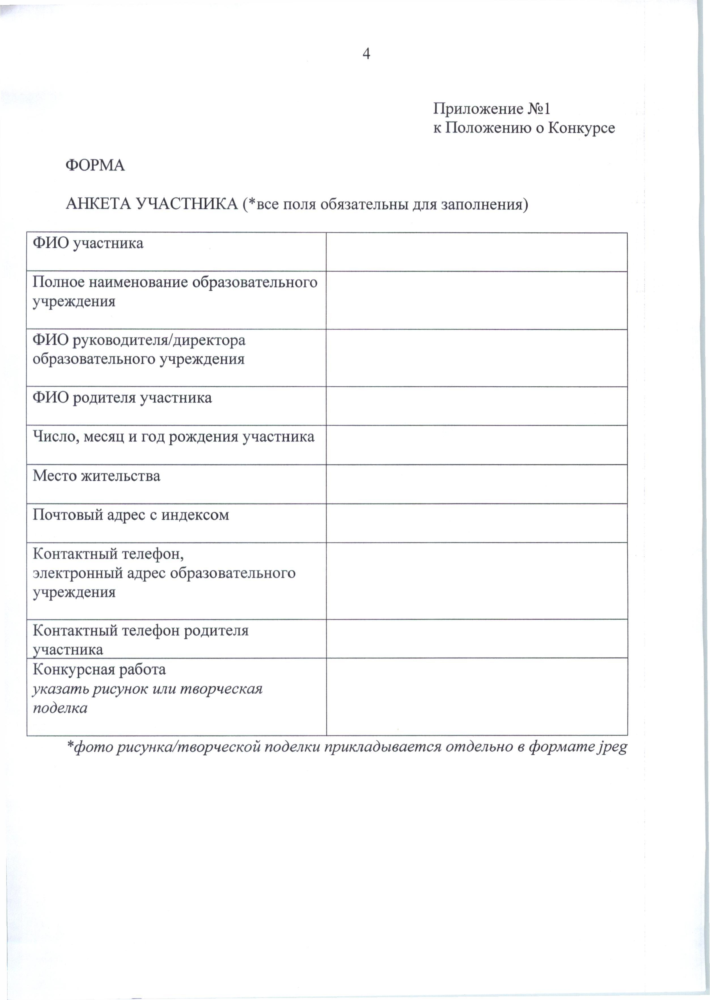 4
Приложение №1
к Положению о Конкурсе
ФОРМА
АНКЕТА УЧАСТНИКА (*все поля обязательны для заполнения)
ФИО участника
Полное наименование образовательного
учреждения
ФИО руководителя/директора
образовательного учреждения
ФИО родителя участника
Число, месяц и год рождения участника
Место жительства
Почтовый адрес с индексом
Контактный телефон,
электронный адрес образовательного
учреждения
Контактный телефон родителя
участника
Конкурсная работа
указать рисунок или творческая
поделка
*фото рисунка/творческой поделки прикладывается отдельно в формате jpeg